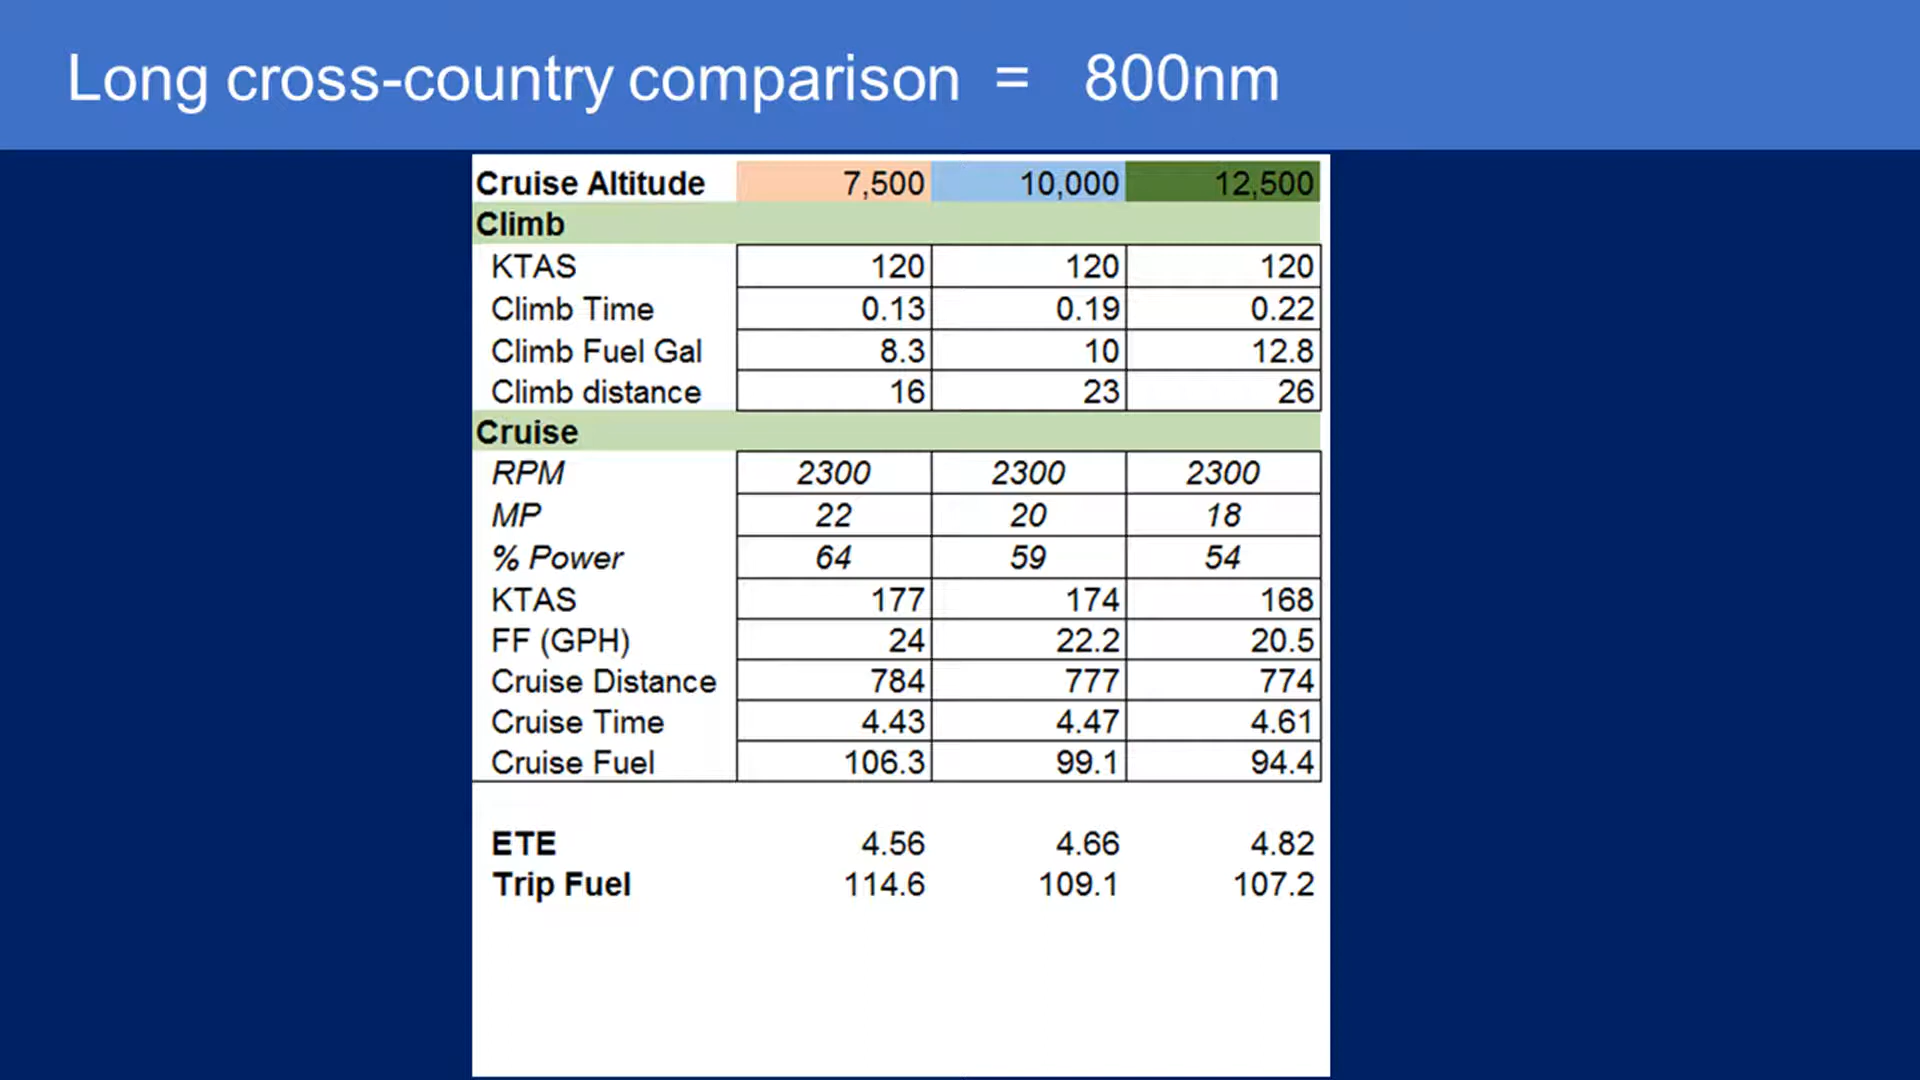 Long cross-country comparison = 800nm
Cruise Altitude 7,500 10,000 12,500
Climb
KTAS 120 120 120
Climb Time 0.13 0.19 0.22
Climb Fuel Gal 8.3 10 12.8
Climb distance 16 23 26
Cruise
RPM 2300 2300 2300
MP 22 20 18
% Power 64 59 54
KTAS 177 174 168
FF (GPH) 24 22.2 20.5
Cruise Distance 784 777 774
Cruise Time 4.43 4.47 4.61
Cruise Fuel 106.3 99.1 94.4
ETE 4.56 4.66 4.82
Trip Fuel 114.6 109.1 107.2